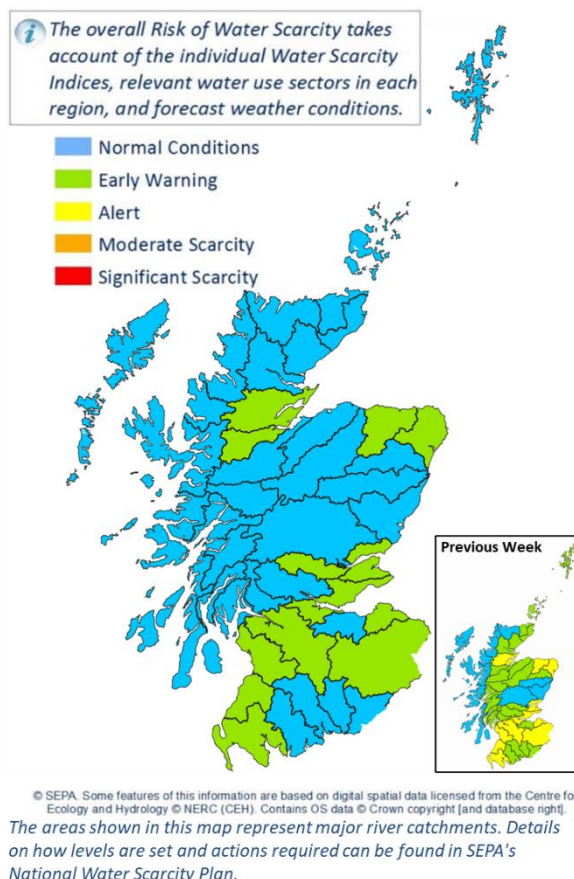 The overall Risk of Water Scarcity takes
account of the individual Water Scarcity
Indices, relevant water use sectors in each
region, and forecast weather conditions.
Normal Conditions
Early Warning
Alert
Moderate Scarcity
Significant Scarcity
Previous Week
© SEPA. Some features of this information are based on digital spatial data licensed from the Centre fo
Ecology and Hydrology © NERC (CEH). Contains OS data © Crown copyright [and database right].
The areas shown in this map represent major river catchments. Details
on how levels are set and actions required can be found in SEPA's
National Water Scarcity Plan.